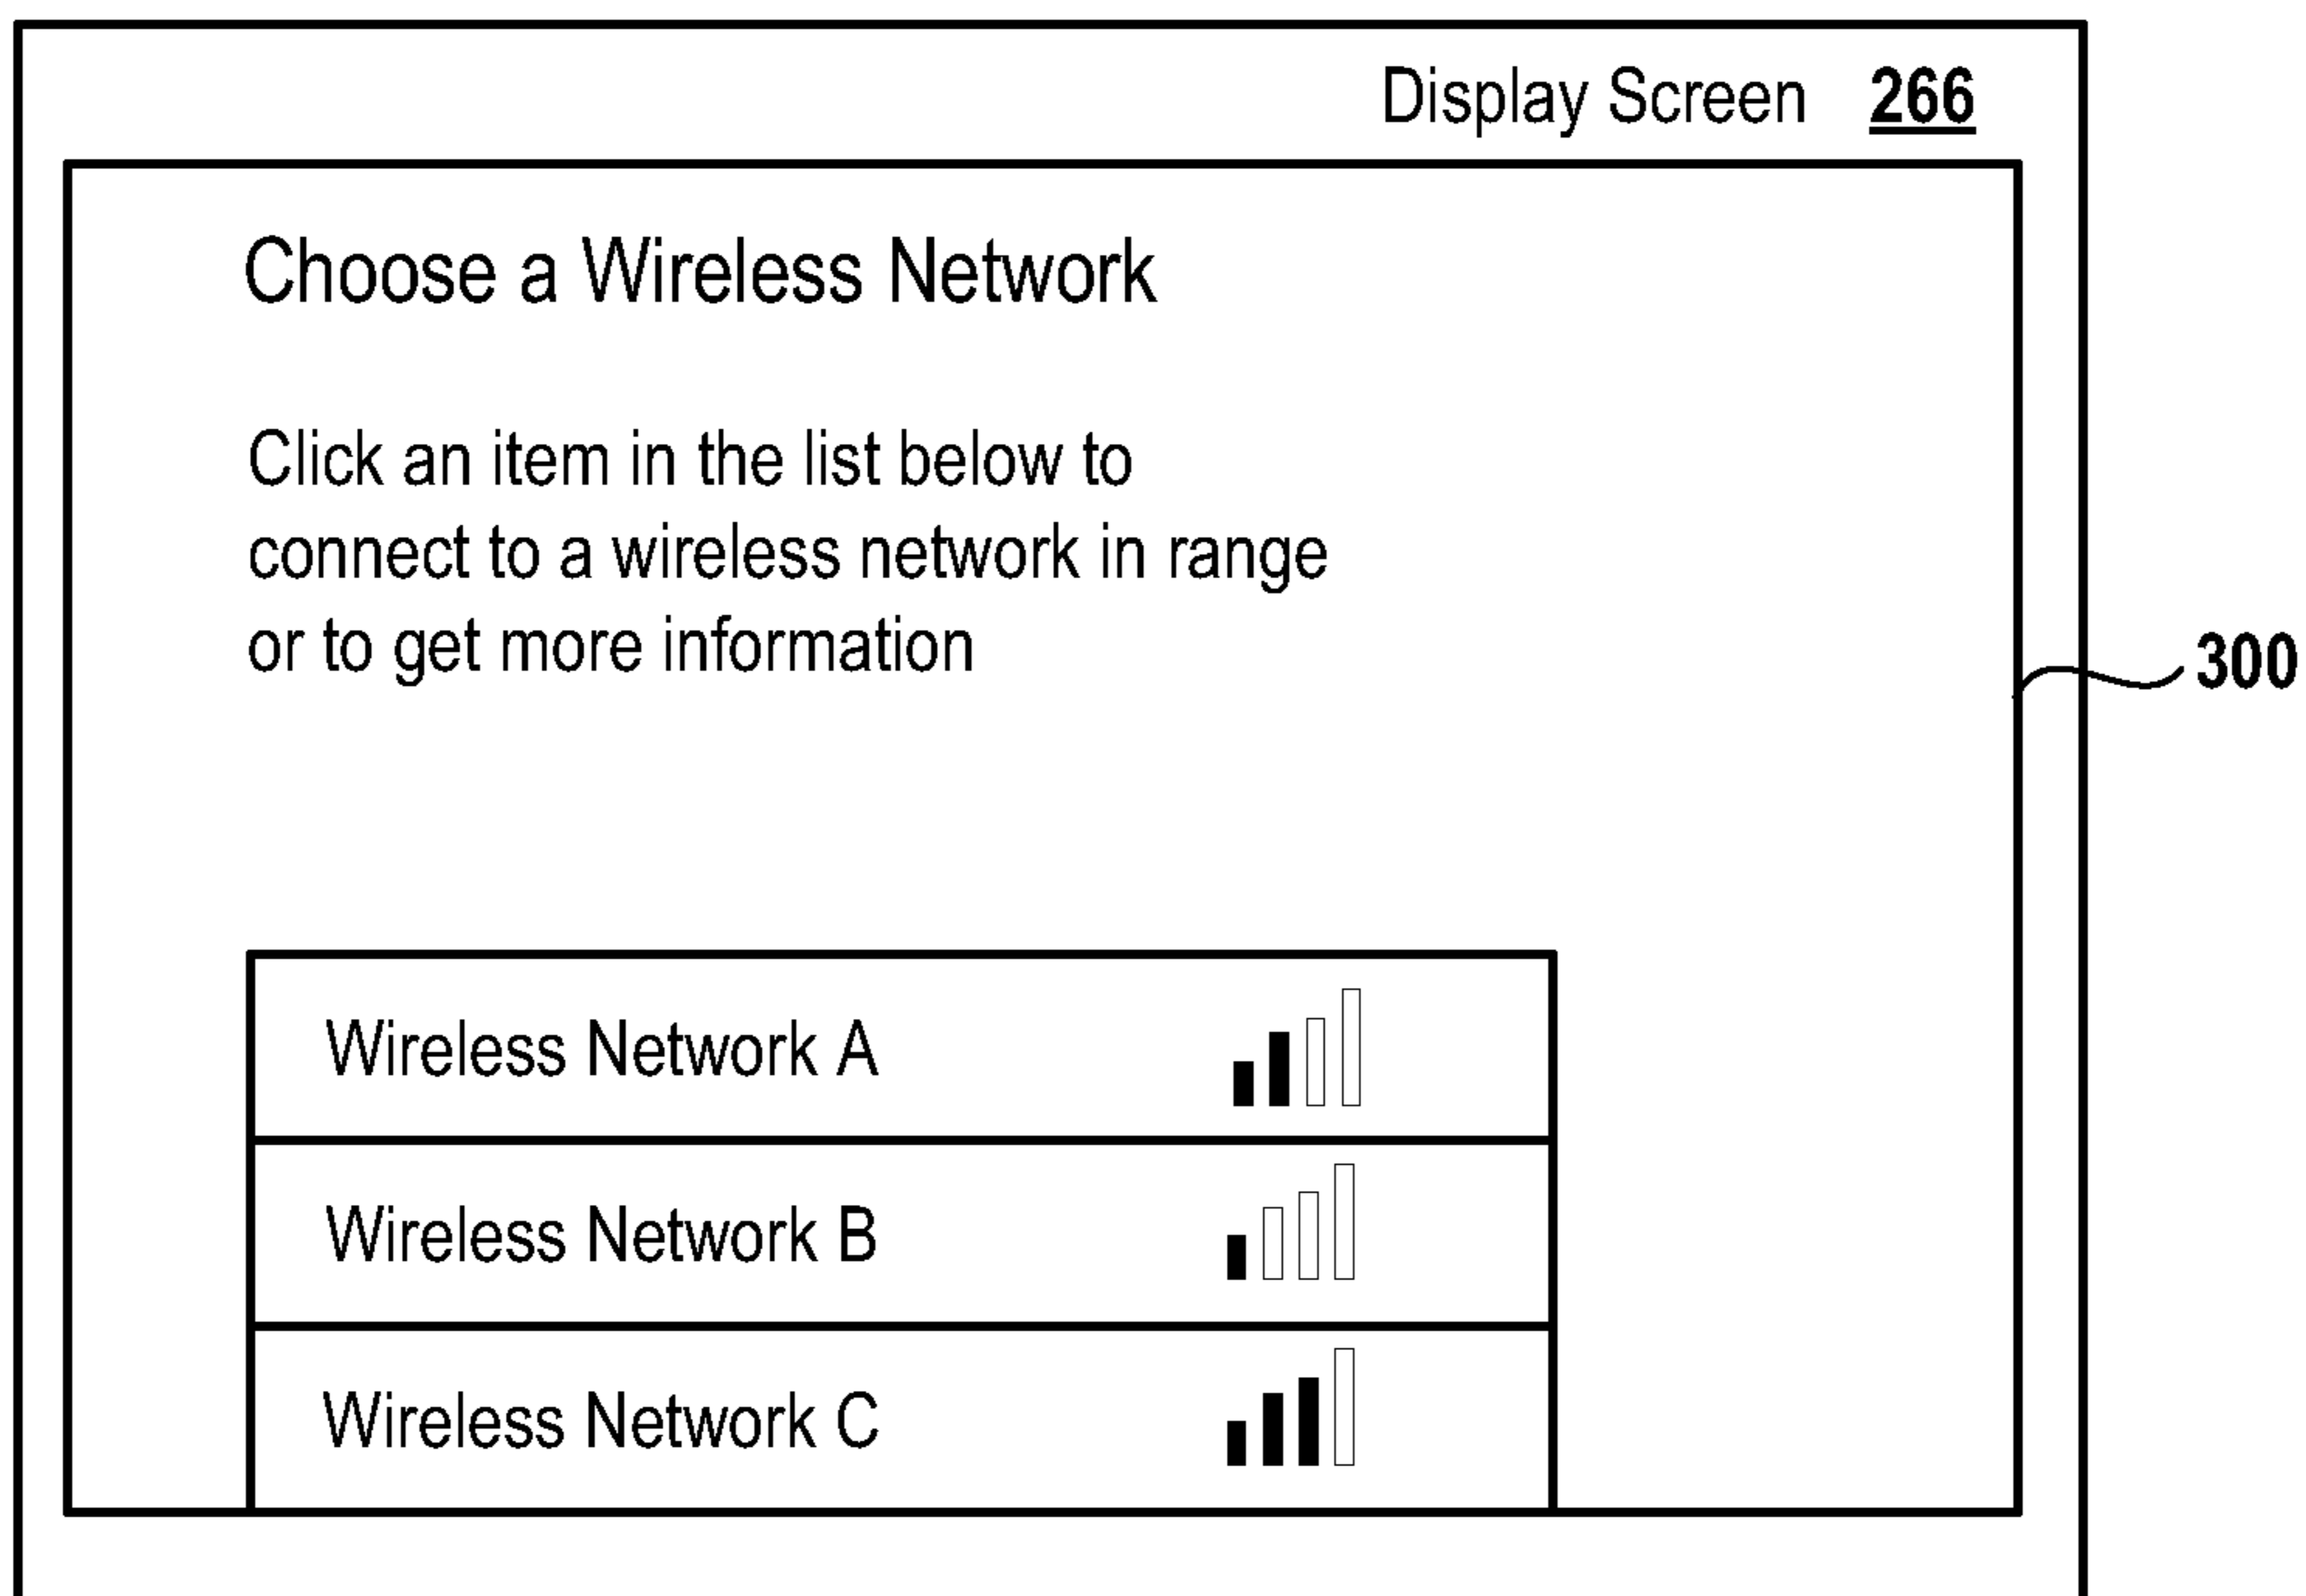 Display Screen 266
Choose a Wireless Network
Click an item in the list below to
connect to a wireless network in range
or to get more information
300
Wireless Network A
Wireless Network B
Wireless Network C